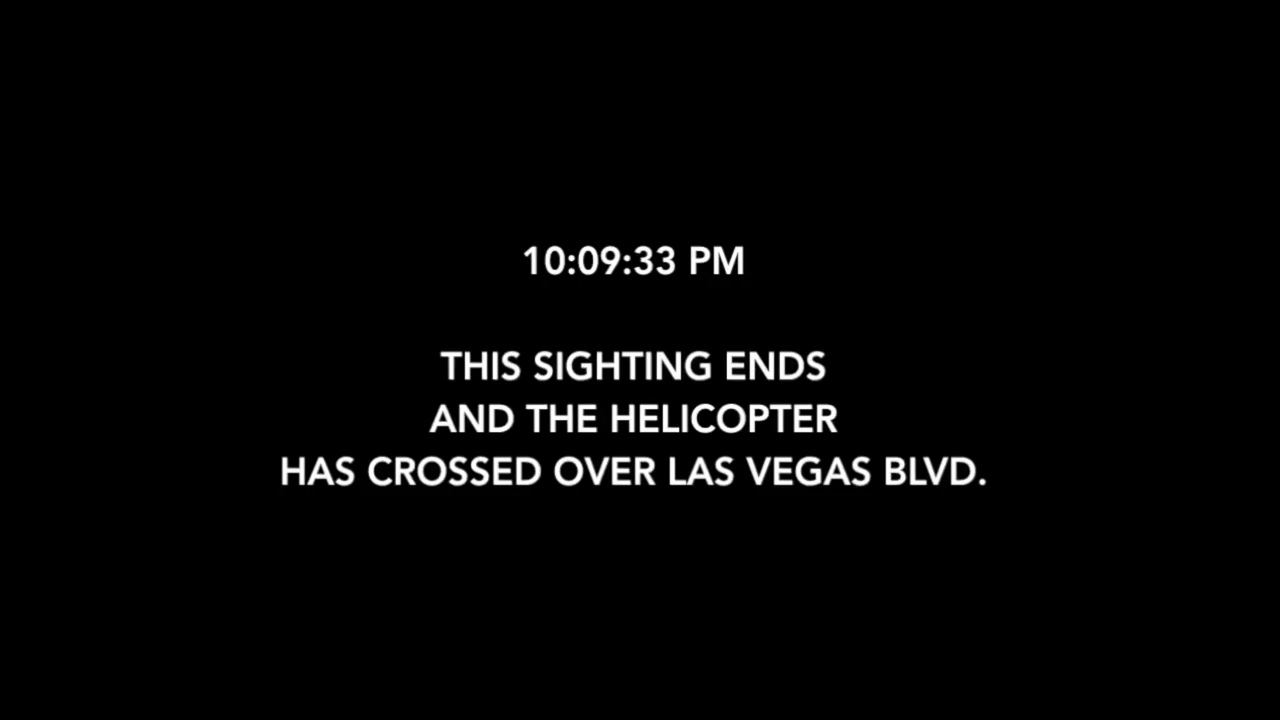 10:09:33 PM
THIS SIGHTING ENDS
AND THE HELICOPTER
HAS CROSSED OVER LAS VEGAS BLVD.